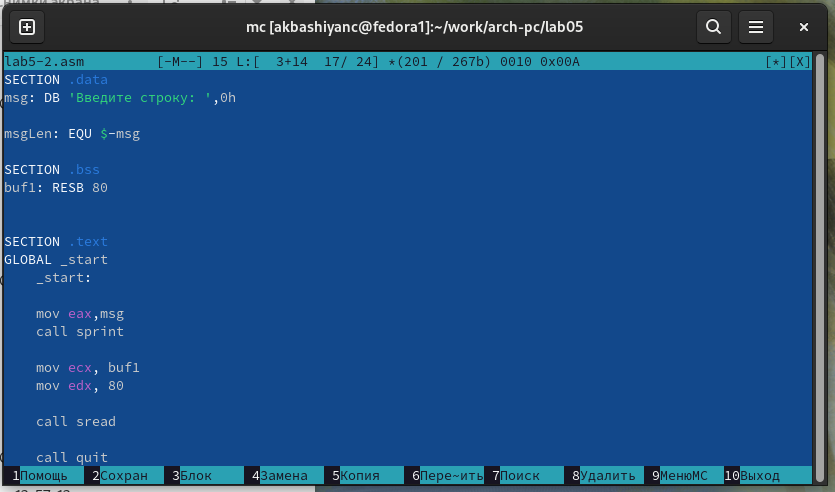 mc [akbashiyanc@fedora1]:~/work/arch-pc/lab05
lab5-2.asm [-M--] 15 L:[ 3+14 17/ 24] *(201 / 267b) 0010 0x00A [*][X]
SECTION .data
msg: DB 'Введите строку: ',0h
msgLen: EQU $-msg
SECTION .bss
buf1: RESB 80
SECTION .text
GLOBAL _start
_start:
mov eax,msg
call sprint
mov ecx, buf1
mov edx, 80
call sread
call quit
1Помощь 2Сохран 3Блок 4Замена 5Копия 6Пере~ить 7Поиск 8Удалить 9МенюМС 10Выход